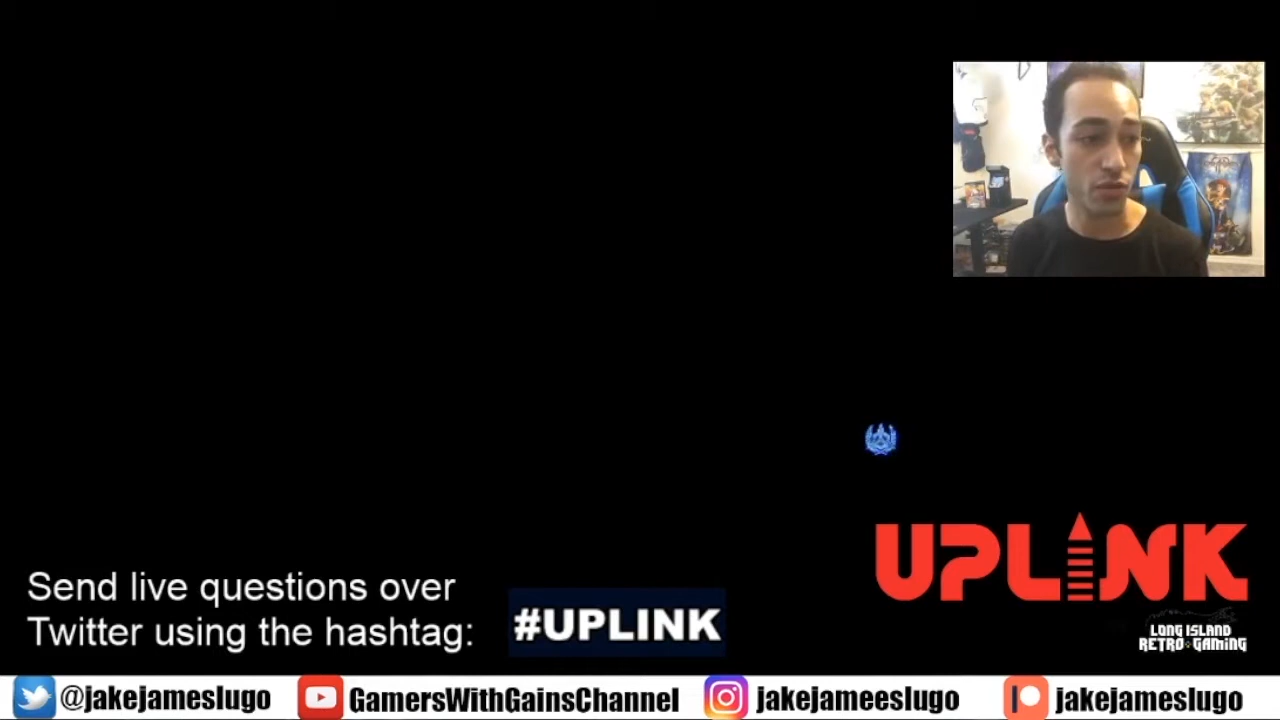 UPLINK
LONG ISLAND
RETRO GAMING
Send live questions over
Twitter using the hashtag:
#UPLINK
@jakejameslugo
GamersWithGainsChannel
jakejameeslugo
jakejameslugo